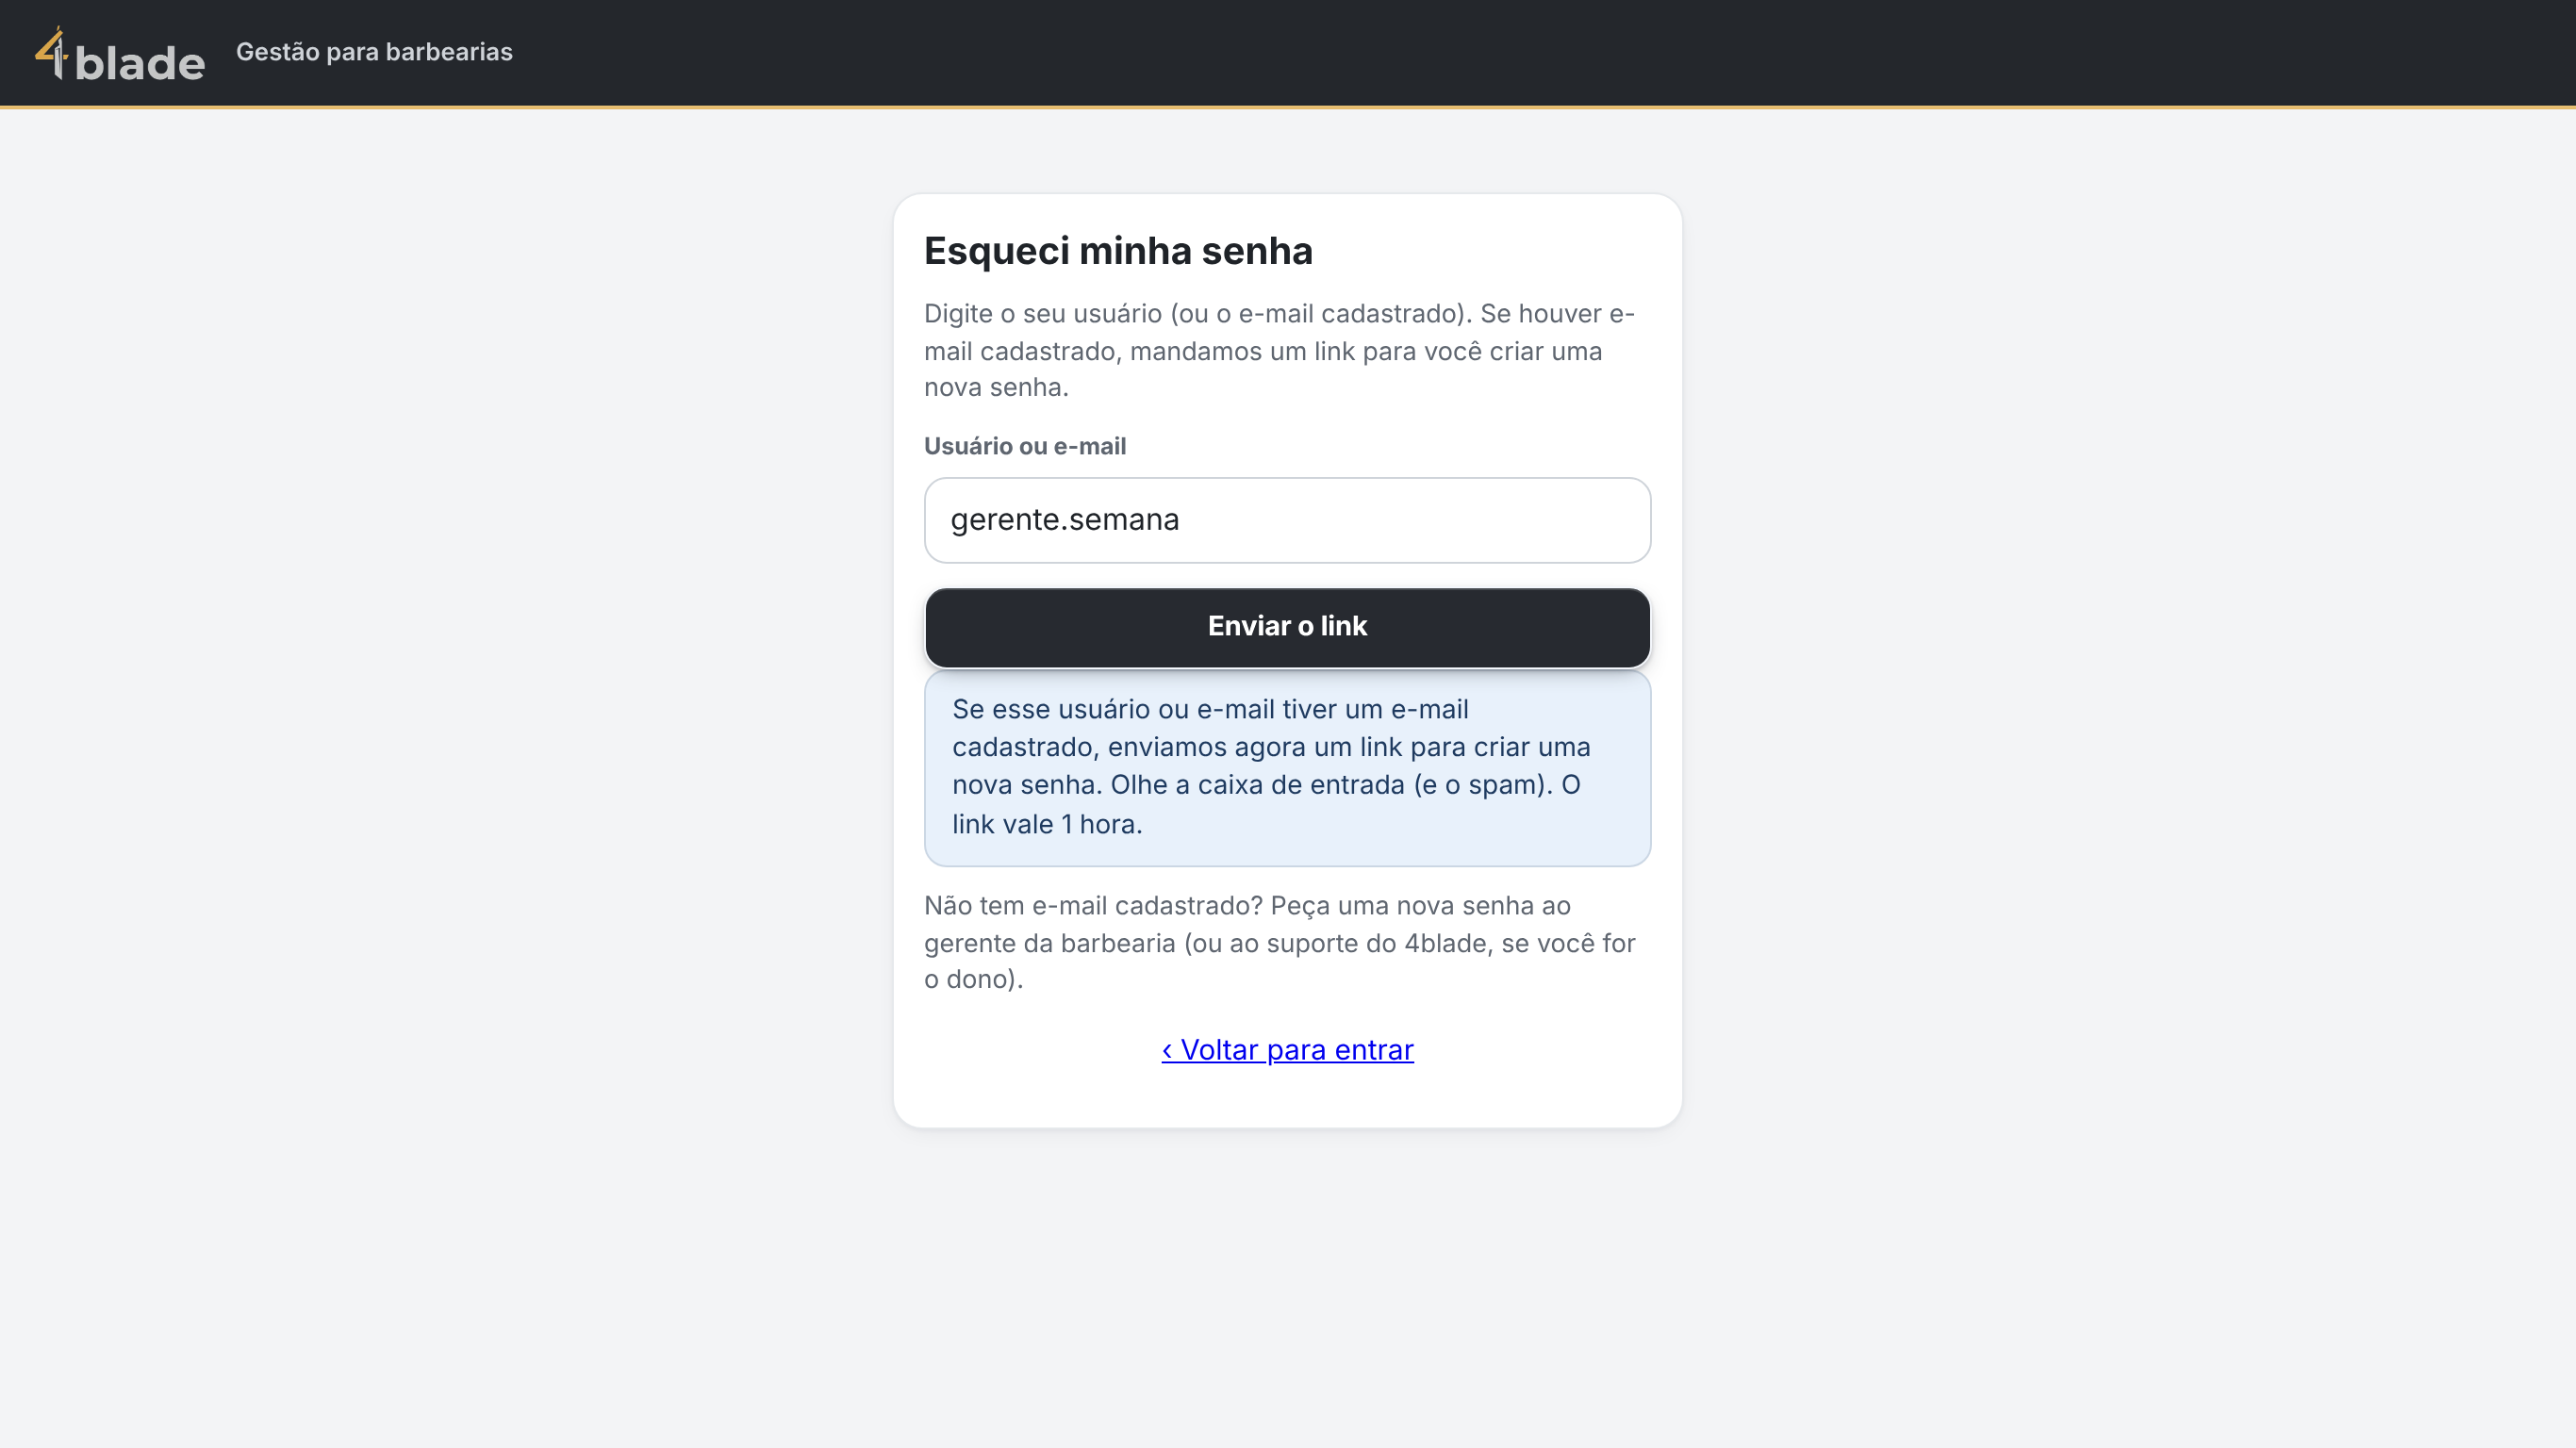 4blade
Gestão para barbearias
Esqueci minha senha
Digite o seu usuário (ou o e-mail cadastrado). Se houver e-
mail cadastrado, mandamos um link para você criar uma
nova senha.
Usuário ou e-mail
gerente.semana
Enviar o link
Se esse usuário ou e-mail tiver um e-mail
cadastrado, enviamos agora um link para criar uma
nova senha. Olhe a caixa de entrada (e o spam). O
link vale 1 hora.
Não tem e-mail cadastrado? Peça uma nova senha ao
gerente da barbearia (ou ao suporte do 4blade, se você for
o dono).
‹ Voltar para entrar